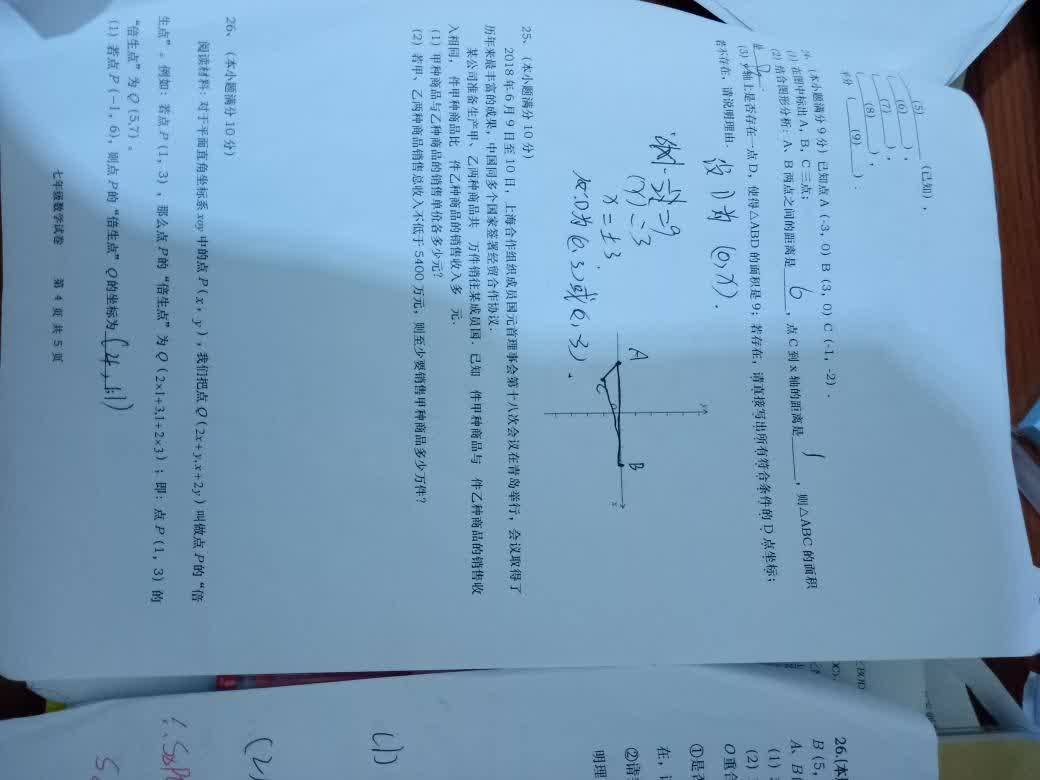 (5) (已知),
(6) ),
(7) ),
(8) ),
(9) ).
(本小题满分 9 分) 已知点 A (-3, 0) B (3, 0) C (-1, -2).
(1) 在图中标出 A、B、C 三点;
(2) 结合图形分析: A、B 两点之间的距离是 6 , 点 C 到 x 轴的距离是 1 , 则△ABC 的面积
是
(3) y 轴上是否存在一点 D, 使得△ABD 的面积是 9; 若存在, 请直接写出所有符合条件的 D 点坐标;
若不存在, 请说明理由.
设 D 为 (0, x).
=9
=3
x = ±3
A
B
C
25、(本小题满分 10 分)
2018 年 6 月 9 日至 10 日, 上海合作组织成员国元首理事会第十八次会议在青岛举行, 会议取得了
历年来最丰富的成果, 中国同多个国家签署经贸合作协议.
某公司准备生产甲、乙两种商品共 万件销往某成员国. 已知 件甲种商品与 件乙种商品的销售收
入相同, 件甲种商品比 件乙种商品的销售收入多 元.
(1) 甲种商品与乙种商品的销售单价各多少元?
(2) 若甲、乙两种商品销售总收入不低于 5400 万元, 则至少要销售甲种商品多少万件?
26、(本小题满分 10 分)
阅读材料: 对于平面直角坐标系 xoy 中的点 P (x, y), 我们把点 Q (2x+y,x+2y) 叫做点 P 的“倍
生点”。例如: 若点 P (1, 3), 那么点 P 的“倍生点”为 Q (2×1+3,1+2×3); 即: 点 P (1, 3) 的
“倍生点”为 Q (5,7)。
(1) 若点 P (-1, 6), 则点 P 的“倍生点” Q 的坐标为 (4, 11)
七年级数学试卷 第 4 页 共 5 页
26.(本
B (5,
A、B
(1)
(2)
O重合
①是否
在,
②请
明理
(1)
(2)